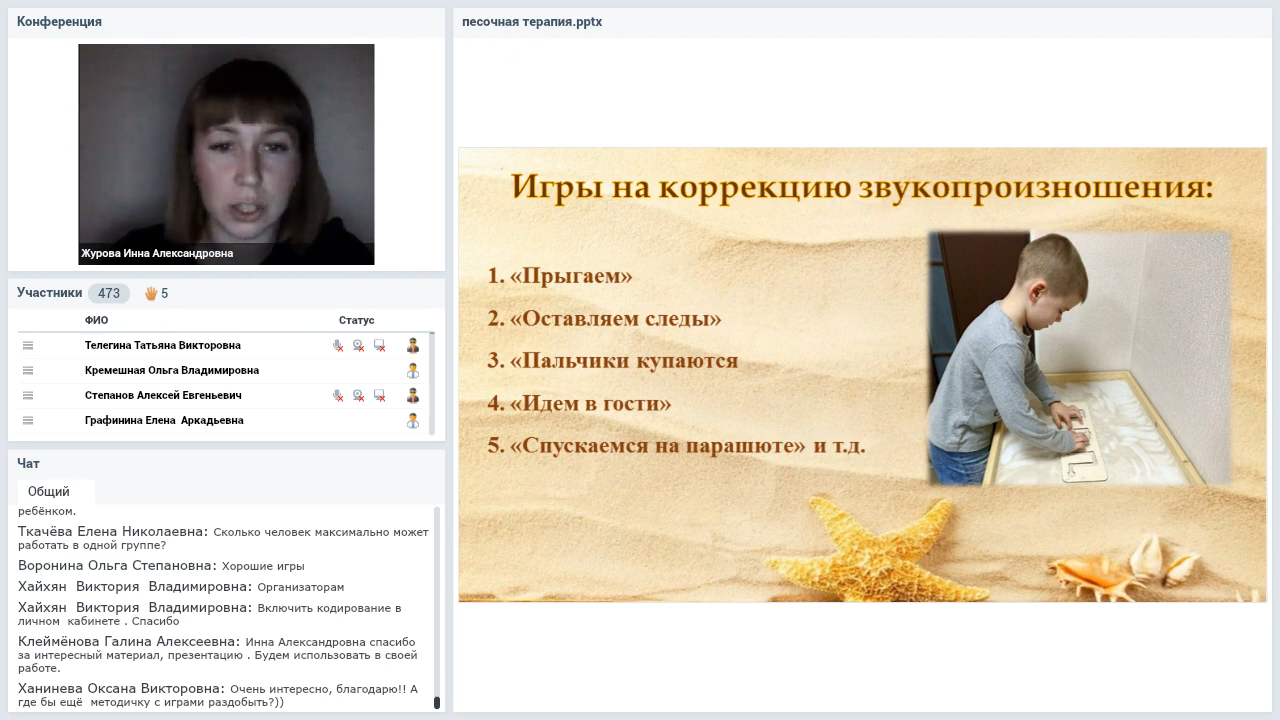 Конференция
Журова Инна Александровна
Участники 473 5
ФИО Статус
Телегина Татьяна Викторовна
Кремешная Ольга Владимировна
Степанов Алексей Евгеньевич
Графинина Елена Аркадьевна
Чат
Общий
ребёнком.
Ткачёва Елена Николаевна: Сколько человек максимально может
работать в одной группе?
Воронина Ольга Степановна: Хорошие игры
Хайхян Виктория Владимировна: Организаторам
Хайхян Виктория Владимировна: Включить кодирование в
личном кабинете . Спасибо
Клеймёнова Галина Алексеевна: Инна Александровна спасибо
за интересный материал, презентацию . Будем использовать в своей
работе.
Ханинева Оксана Викторовна: Очень интересно, благодарю!! А
где бы ещё методичку с играми раздобыть?))
песочная терапия.pptx
Игры на коррекцию звукопроизношения:
1. «Прыгаем»
2. «Оставляем следы»
3. «Пальчики купаются
4. «Идем в гости»
5. «Спускаемся на парашюте» и т.д.